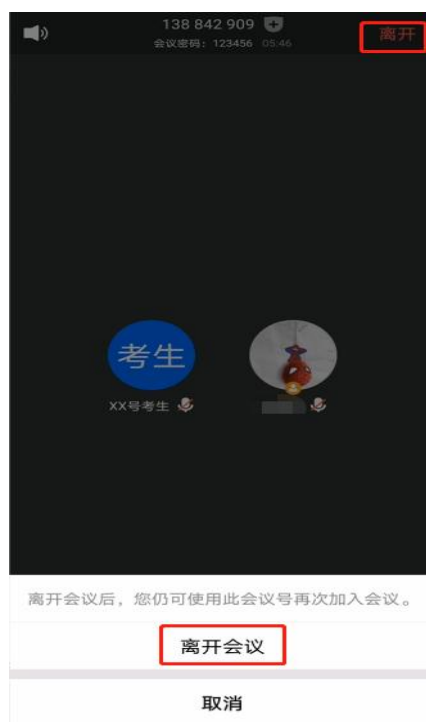 138 842 909
离开
会议密码：123456 05:46
考生
XX号考生
离开会议后，您仍可使用此会议号再次加入会议。
离开会议
取消